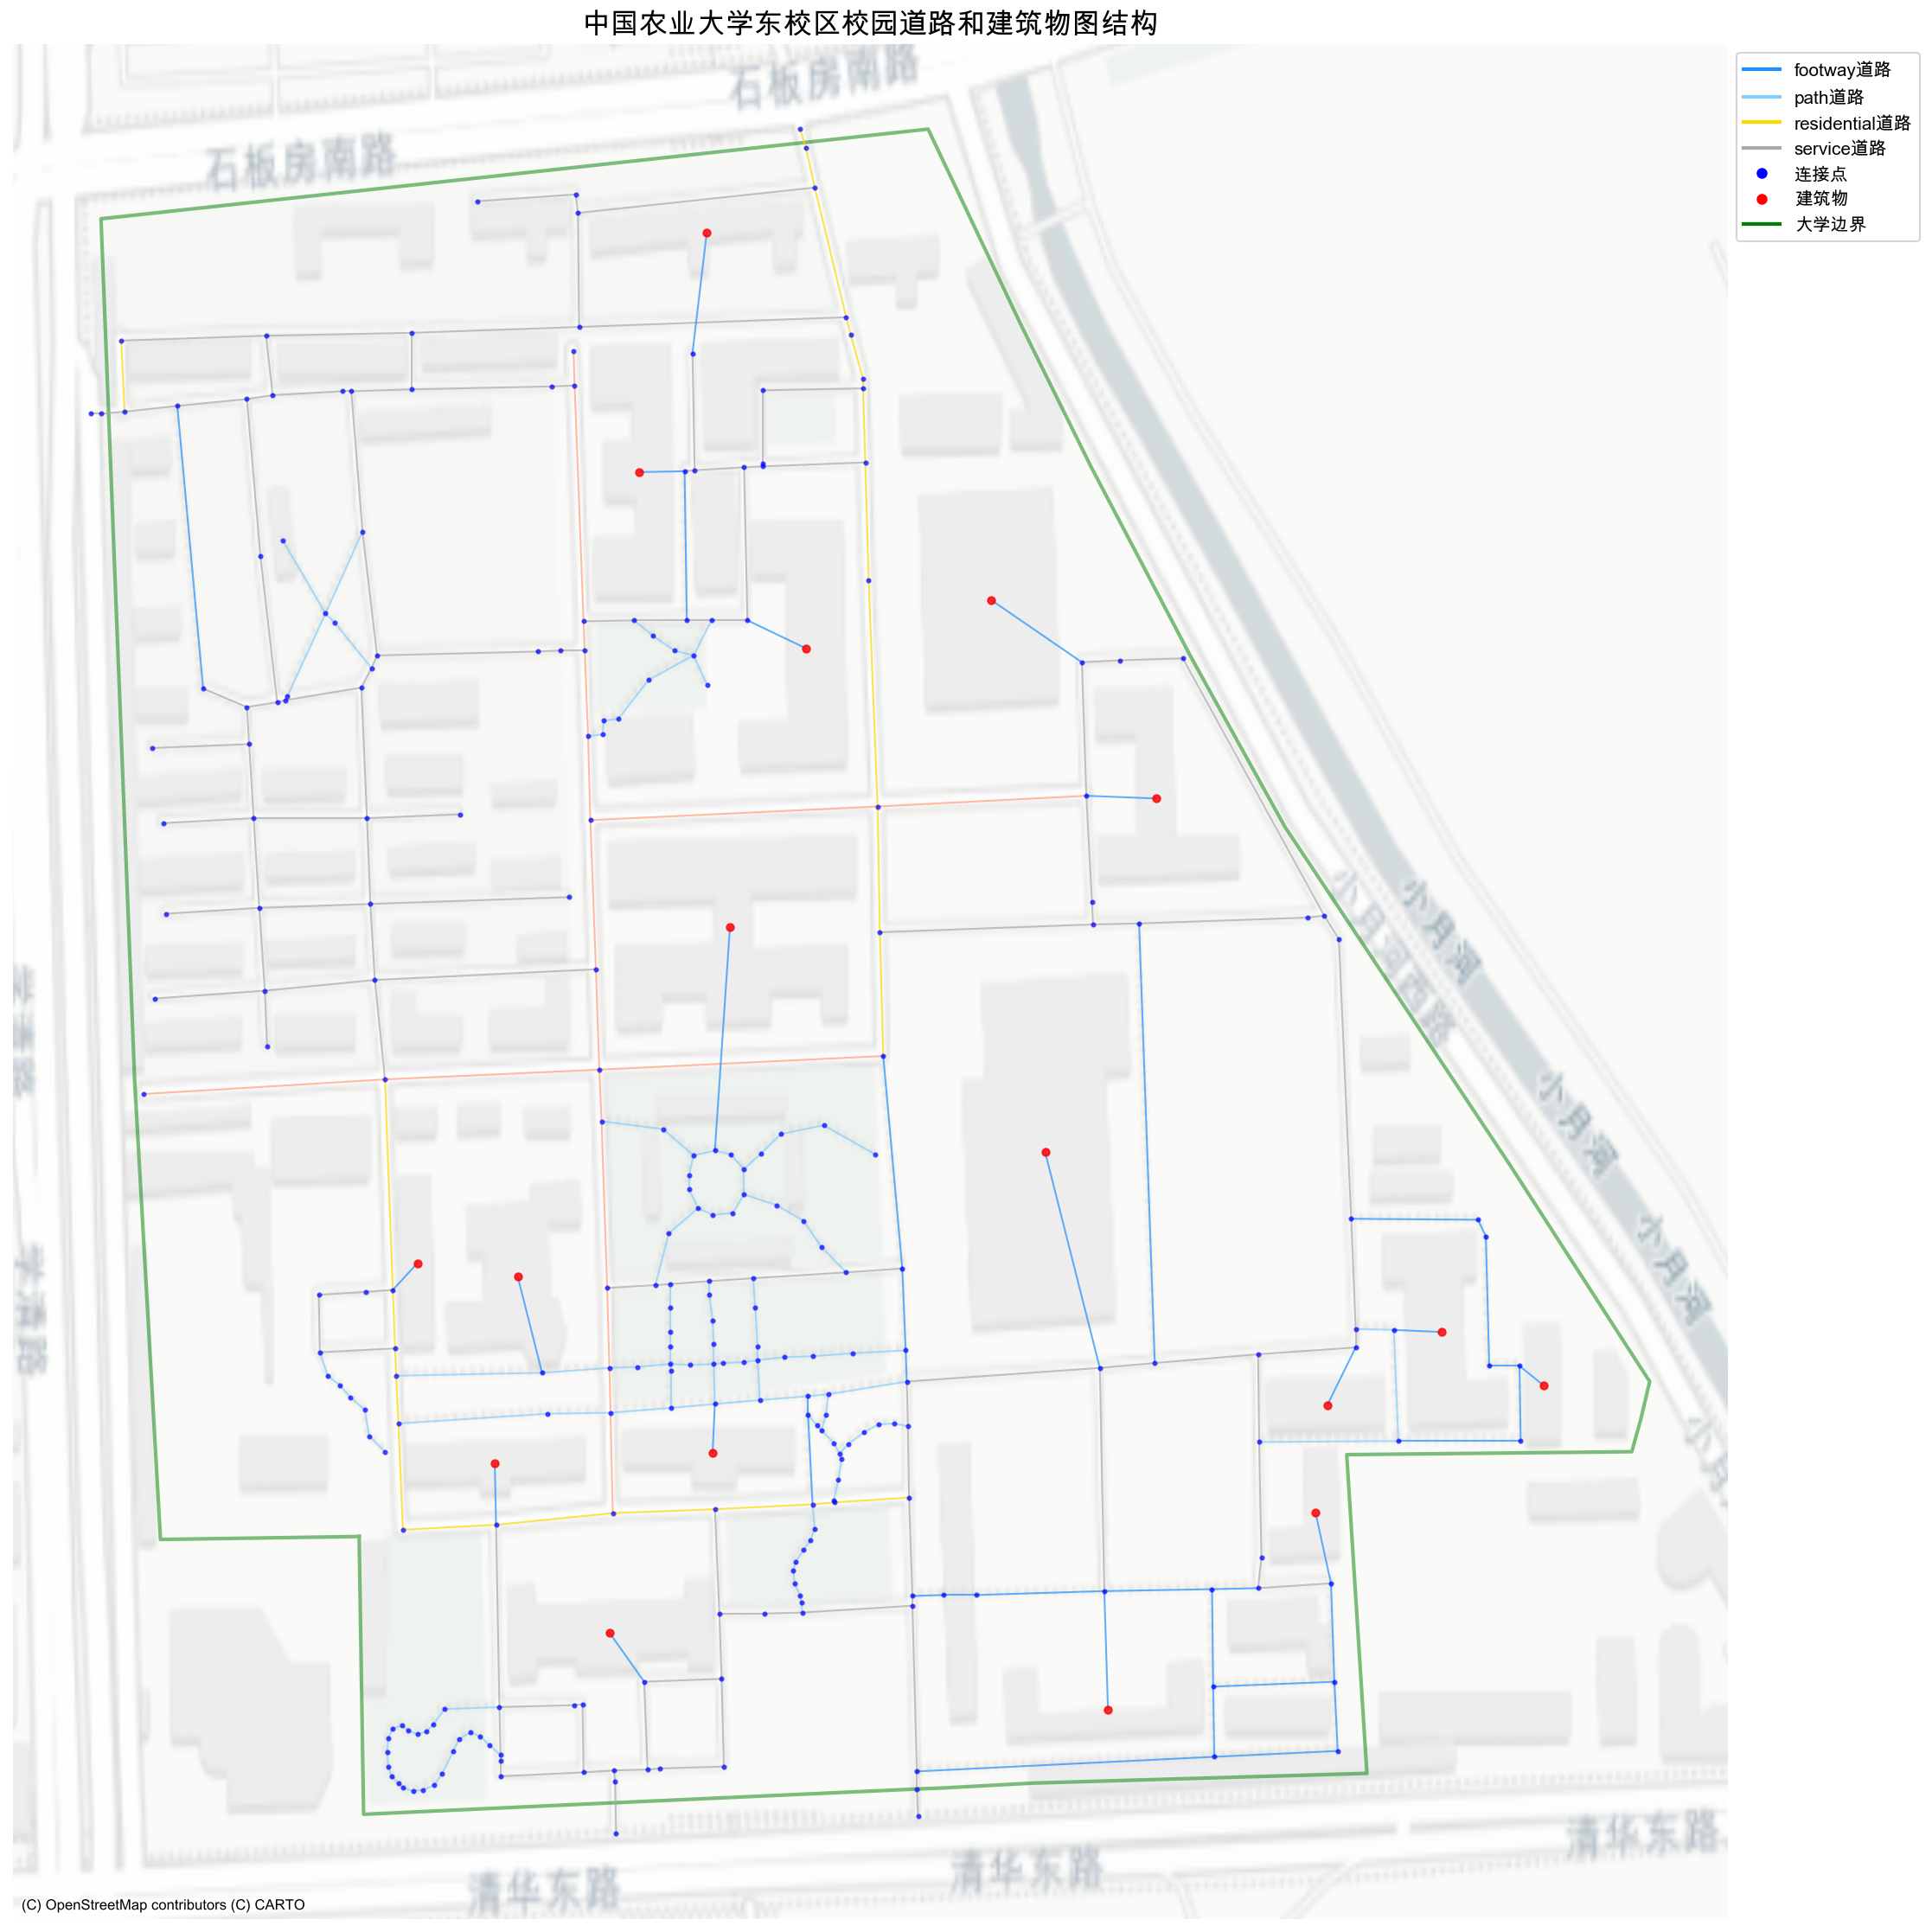 中国农业大学东校区校园道路和建筑物图结构
footway道路
path道路
residential道路
service道路
连接点
建筑物
大学边界
石板房南路
石板房南路
小月河
小月河西路
小月河
小月河
小月河
学清路
学清路
清华东路
清华东路
清华东路
(C) OpenStreetMap contributors (C) CARTO